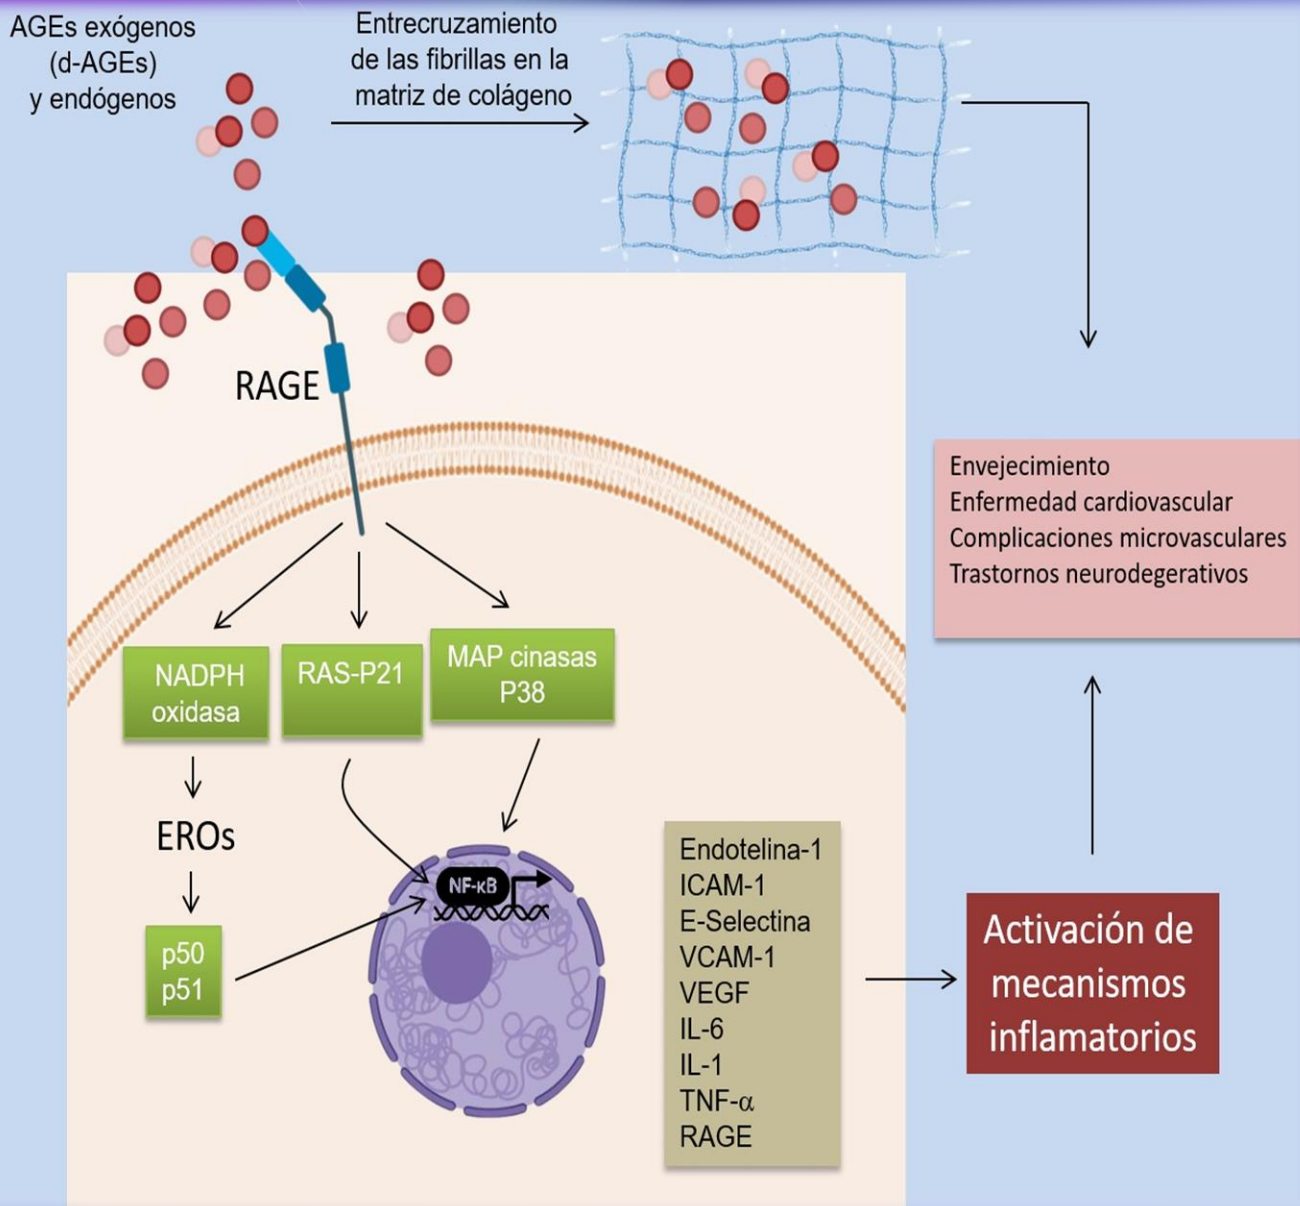 AGEs exógenos
(d-AGEs)
y endógenos
Entrecruzamiento
de las fibrillas en la
matriz de colágeno
RAGE
Envejecimiento
Enfermedad cardiovascular
Complicaciones microvasculares
Trastornos neurodegerativos
NADPH
oxidasa
RAS-P21
MAP cinasas
P38
EROs
p50
p51
NF-κB
Endotelina-1
ICAM-1
E-Selectina
VCAM-1
VEGF
IL-6
IL-1
TNF-α
RAGE
Activación de
mecanismos
inflamatorios